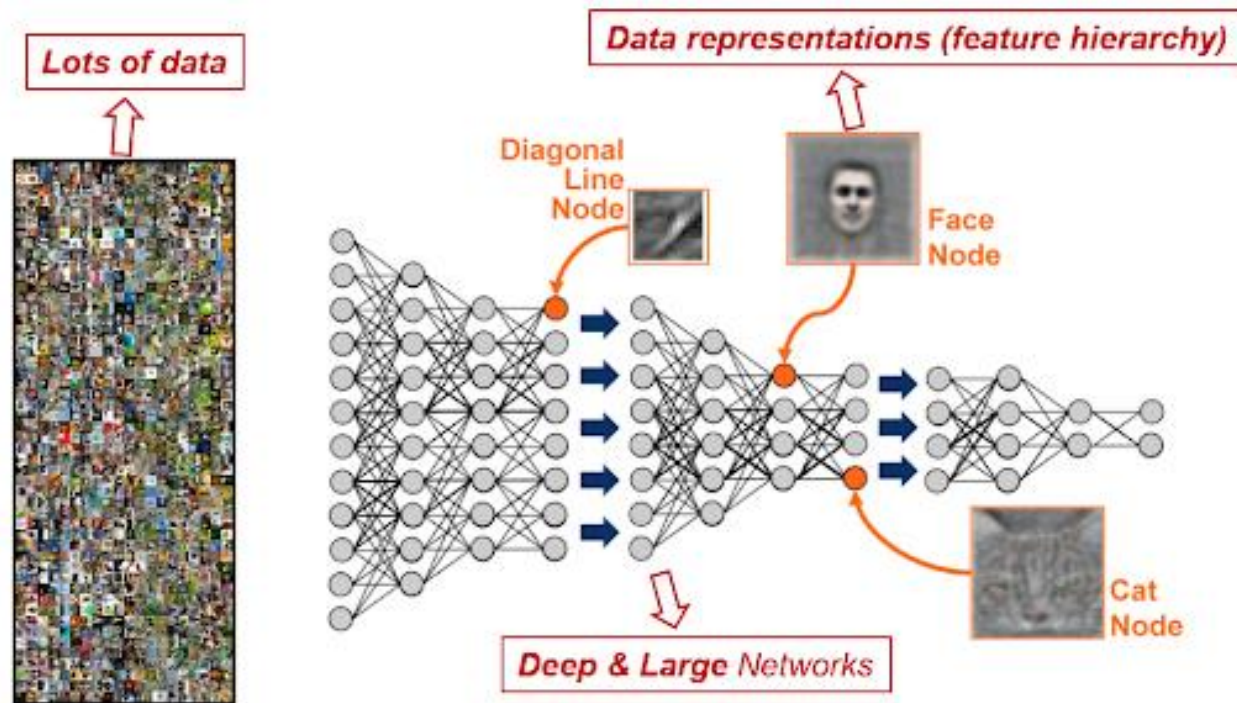 Lots of data
Data representations (feature hierarchy)
Diagonal
Line
Node
Face
Node
Cat
Node
Deep & Large Networks